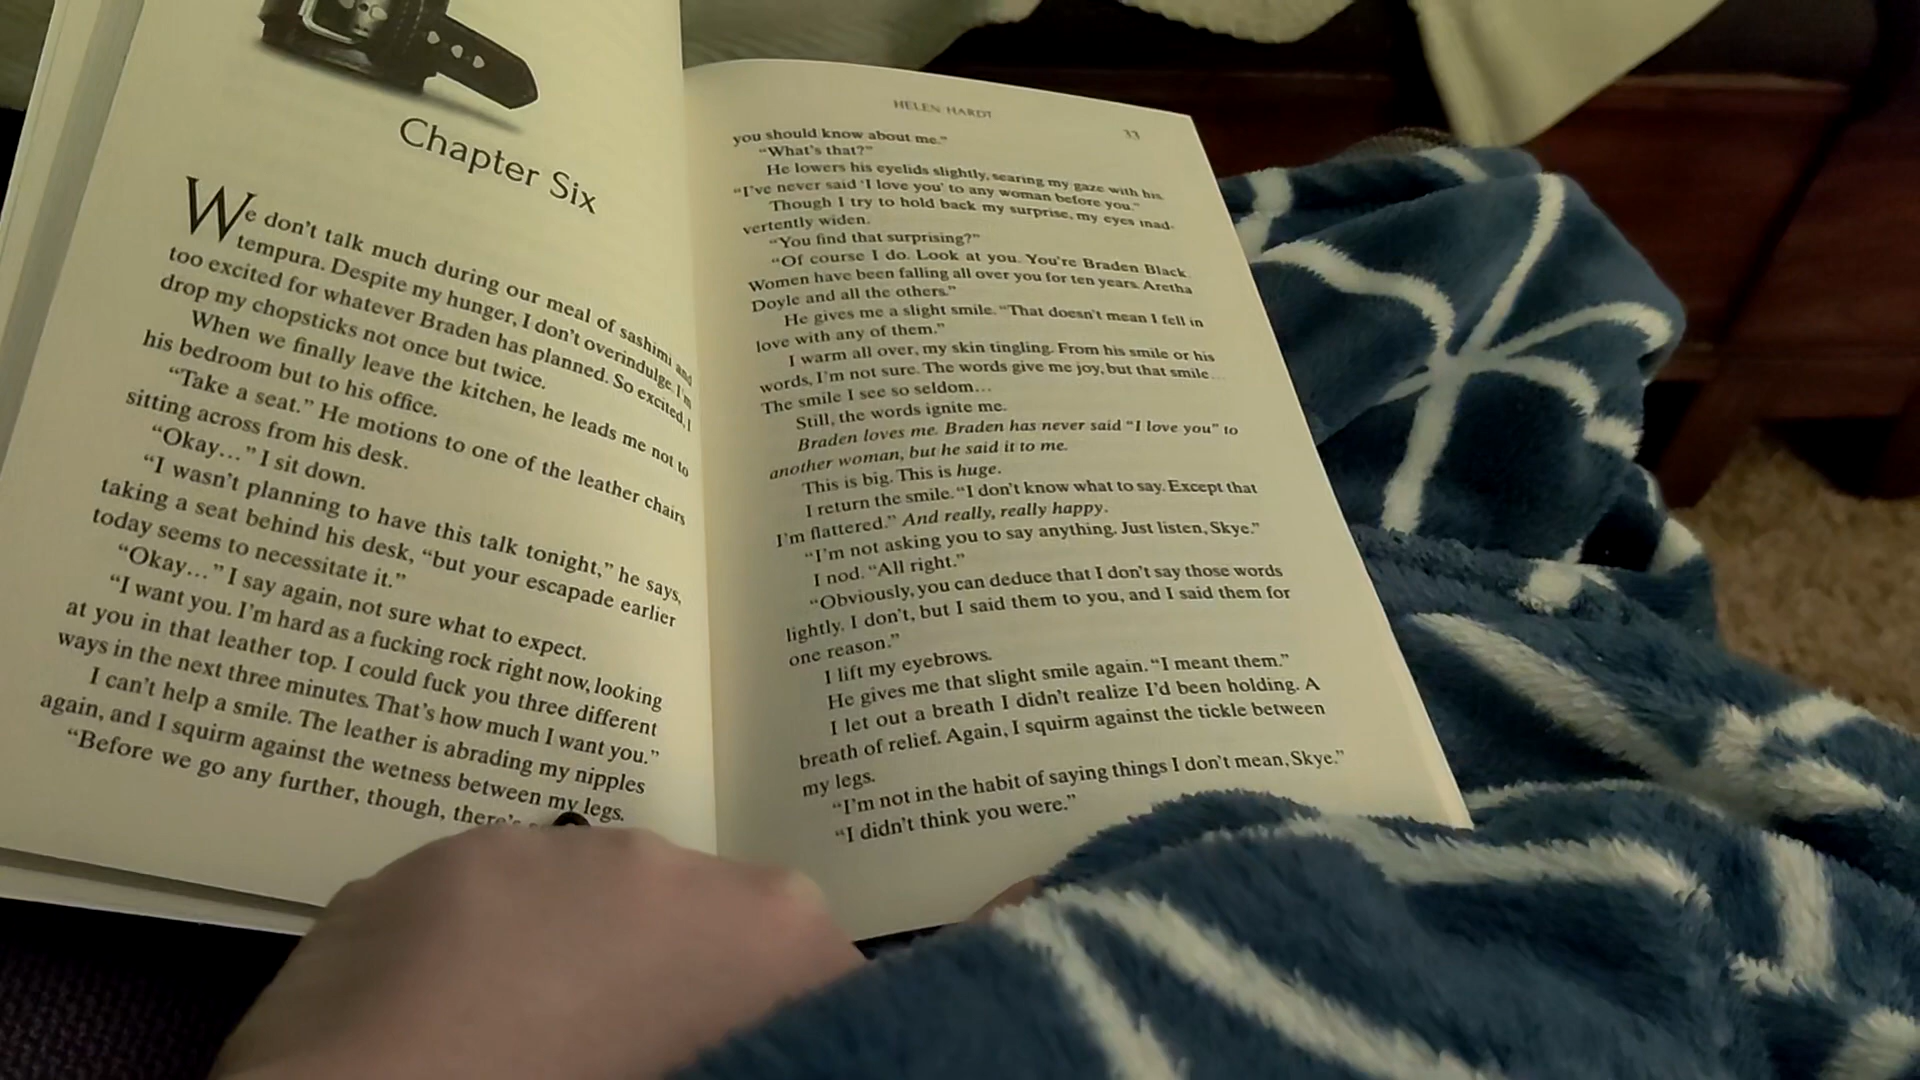 Chapter Six
We don't talk much during our meal of sashimi and
tempura. Despite my hunger, I don't overindulge. I'm
too excited for whatever Braden has planned. So excited, I
drop my chopsticks not once but twice.
When we finally leave the kitchen, he leads me not to
his bedroom but to his office.
“Take a seat.” He motions to one of the leather chairs
sitting across from his desk.
“Okay…” I sit down.
“I wasn't planning to have this talk tonight,” he says,
taking a seat behind his desk, “but your escapade earlier
today seems to necessitate it.”
“Okay…” I say again, not sure what to expect.
“I want you. I'm hard as a fucking rock right now, looking
at you in that leather top. I could fuck you three different
ways in the next three minutes. That's how much I want you.”
I can't help a smile. The leather is abrading my nipples
again, and I squirm against the wetness between my legs.
“Before we go any further, though, there's
HELEN HARDT
33
you should know about me.”
“What's that?”
He lowers his eyelids slightly, searing my gaze with his.
“I've never said ‘I love you’ to any woman before you.”
Though I try to hold back my surprise, my eyes inad-
vertently widen.
“You find that surprising?”
“Of course I do. Look at you. You're Braden Black.
Women have been falling all over you for ten years. Aretha
Doyle and all the others.”
He gives me a slight smile. “That doesn't mean I fell in
love with any of them.”
I warm all over, my skin tingling. From his smile or his
words, I'm not sure. The words give me joy, but that smile…
The smile I see so seldom…
Still, the words ignite me.
Braden loves me. Braden has never said “I love you” to
another woman, but he said it to me.
This is big. This is huge.
I return the smile. “I don't know what to say. Except that
I'm flattered.” And really, really happy.
“I'm not asking you to say anything. Just listen, Skye.”
I nod. “All right.”
“Obviously, you can deduce that I don't say those words
lightly. I don't, but I said them to you, and I said them for
one reason.”
I lift my eyebrows.
He gives me that slight smile again. “I meant them.”
I let out a breath I didn't realize I'd been holding. A
breath of relief. Again, I squirm against the tickle between
my legs.
“I'm not in the habit of saying things I don't mean, Skye.”
“I didn't think you were.”